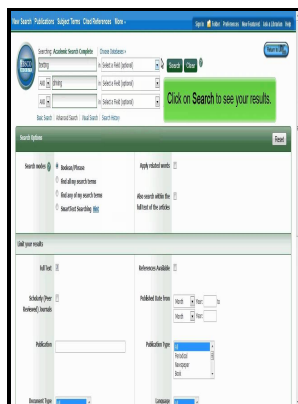 New Search Publications Subject Terms Cited References More
Sign In Folder Preferences New Features! Ask a Librarian Help
Searching: Academic Search Complete Choose Databases »
texting in Select a Field (optional) Search Clear
AND driving in Select a Field (optional)
AND in Select a Field (optional)
Click on Search to see your results.
Basic Search Advanced Search Visual Search Search History
Search Options
Reset
Search modes Boolean/Phrase
Find all my search terms
Find any of my search terms
SmartText Searching Hint
Apply related words
Also search within the
full text of the articles
Limit your results
Full Text
References Available
Scholarly (Peer
Reviewed) Journals
Published Date from Month Year: to
Month Year:
Publication
Publication Type All
Periodical
Newspaper
Book
Document Type All
Language All